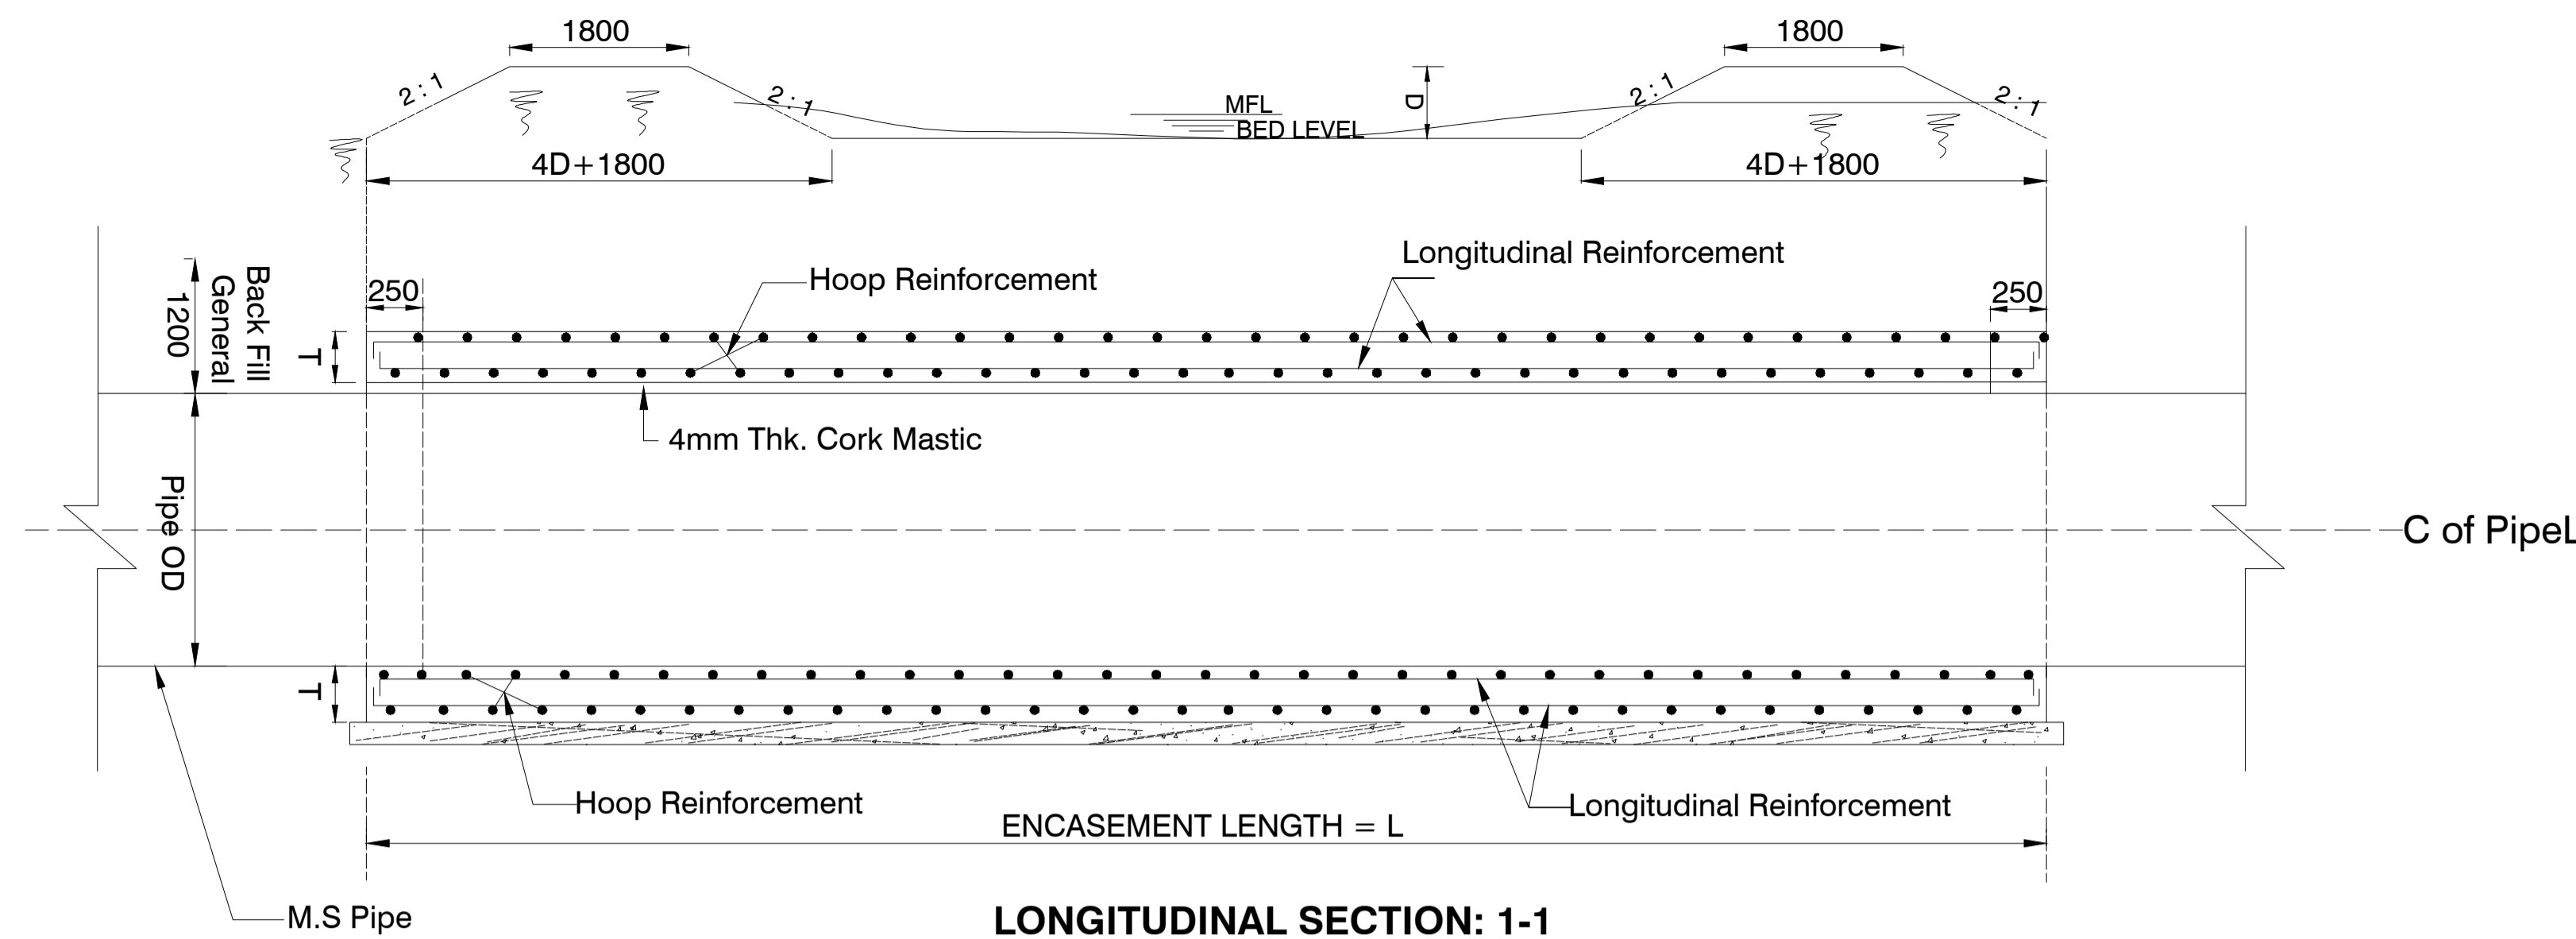 1800
1800
2 : 1
2 : 1
2 : 1
2 : 1
D
MFL
BED LEVEL
4D+1800
4D+1800
Longitudinal Reinforcement
Hoop Reinforcement
Back Fill
General
1200
250
250
T
4mm Thk. Cork Mastic
Pipe OD
C of PipeL
T
Hoop Reinforcement
Longitudinal Reinforcement
ENCASEMENT LENGTH = L
M.S Pipe
LONGITUDINAL SECTION: 1-1